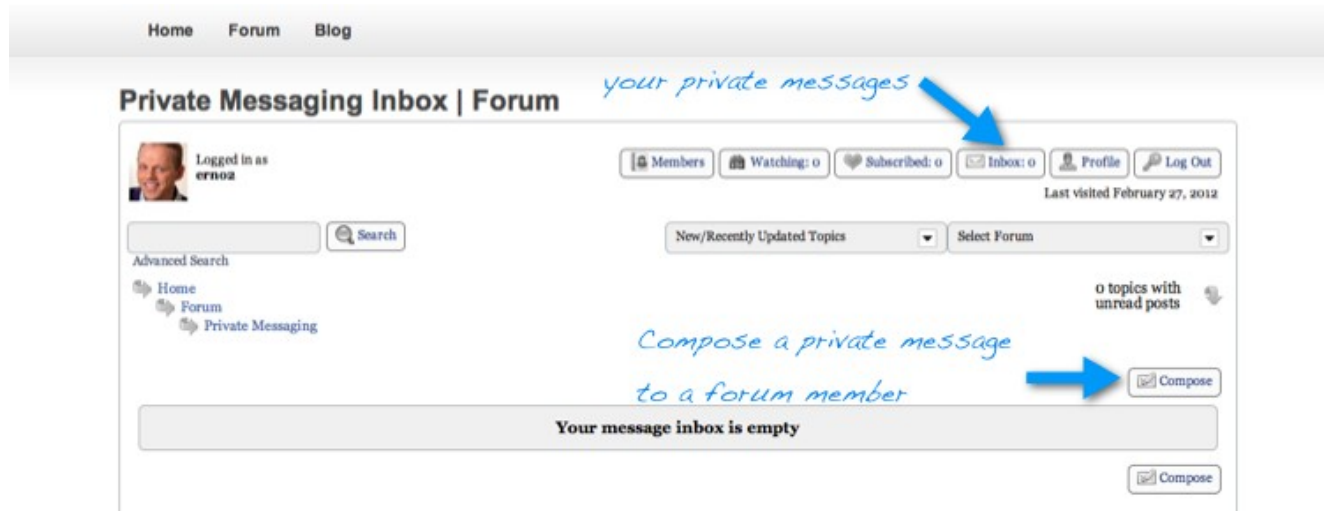 Home Forum Blog
your private messages
Private Messaging Inbox | Forum
Logged in as
erno2
Members Watching: 0 Subscribed: 0 Inbox: 0 Profile Log Out
Last visited February 27, 2012
Search New/Recently Updated Topics Select Forum
Advanced Search
Home
Forum
Private Messaging
0 topics with
unread posts
Compose a private message
to a forum member
Compose
Your message inbox is empty
Compose